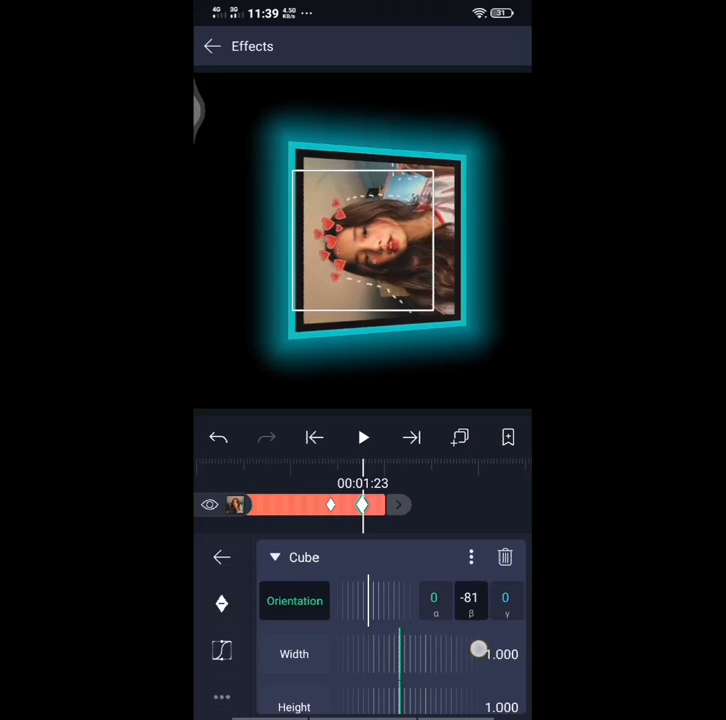 4G 3G 11:39 4.50 KB/s ... 31
Effects
00:01:23
Cube
Orientation 0 -81 0
α β γ
Width 1.000
Height 1.000